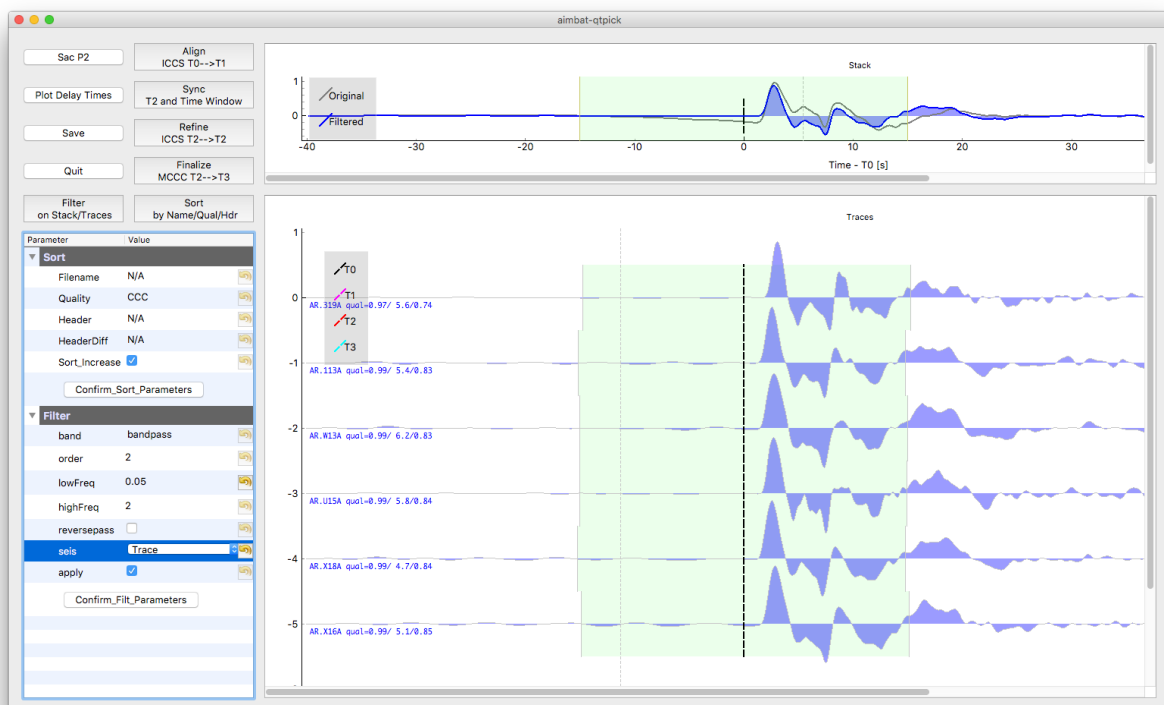 aimbat-qtpick
Sac P2
Align
ICCS T0-->T1
Plot Delay Times
Sync
T2 and Time Window
Save
Refine
ICCS T2-->T2
Quit
Finalize
MCCC T2-->T3
Filter
on Stack/Traces
Sort
by Name/Qual/Hdr
Parameter Value
Sort
Filename N/A
Quality CCC
Header N/A
HeaderDiff N/A
Sort_Increase
Confirm_Sort_Parameters
Filter
band bandpass
order 2
lowFreq 0.05
highFreq 2
reversepass
seis Trace
apply
Confirm_Filt_Parameters
Stack
1
0
Original
Filtered
-40 -30 -20 -10 0 10 20 30
Time - T0 [s]
Traces
1
T0
0
T1
AR.319A qual=0.97/ 5.6/0.74
T2
T3
-1
AR.113A qual=0.99/ 5.4/0.83
-2
AR.W13A qual=0.99/ 6.2/0.83
-3
AR.U15A qual=0.99/ 5.8/0.84
-4
AR.X18A qual=0.99/ 4.7/0.84
-5
AR.X16A qual=0.99/ 5.1/0.85